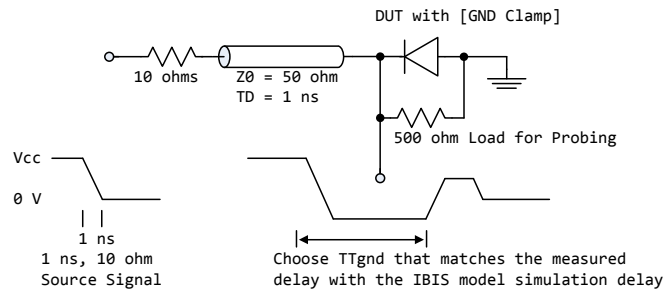 DUT with [GND Clamp]
10 ohms
Z0 = 50 ohm
TD = 1 ns
500 ohm Load for Probing
Vcc
0 V
1 ns
1 ns, 10 ohm
Source Signal
Choose TTgnd that matches the measured
delay with the IBIS model simulation delay